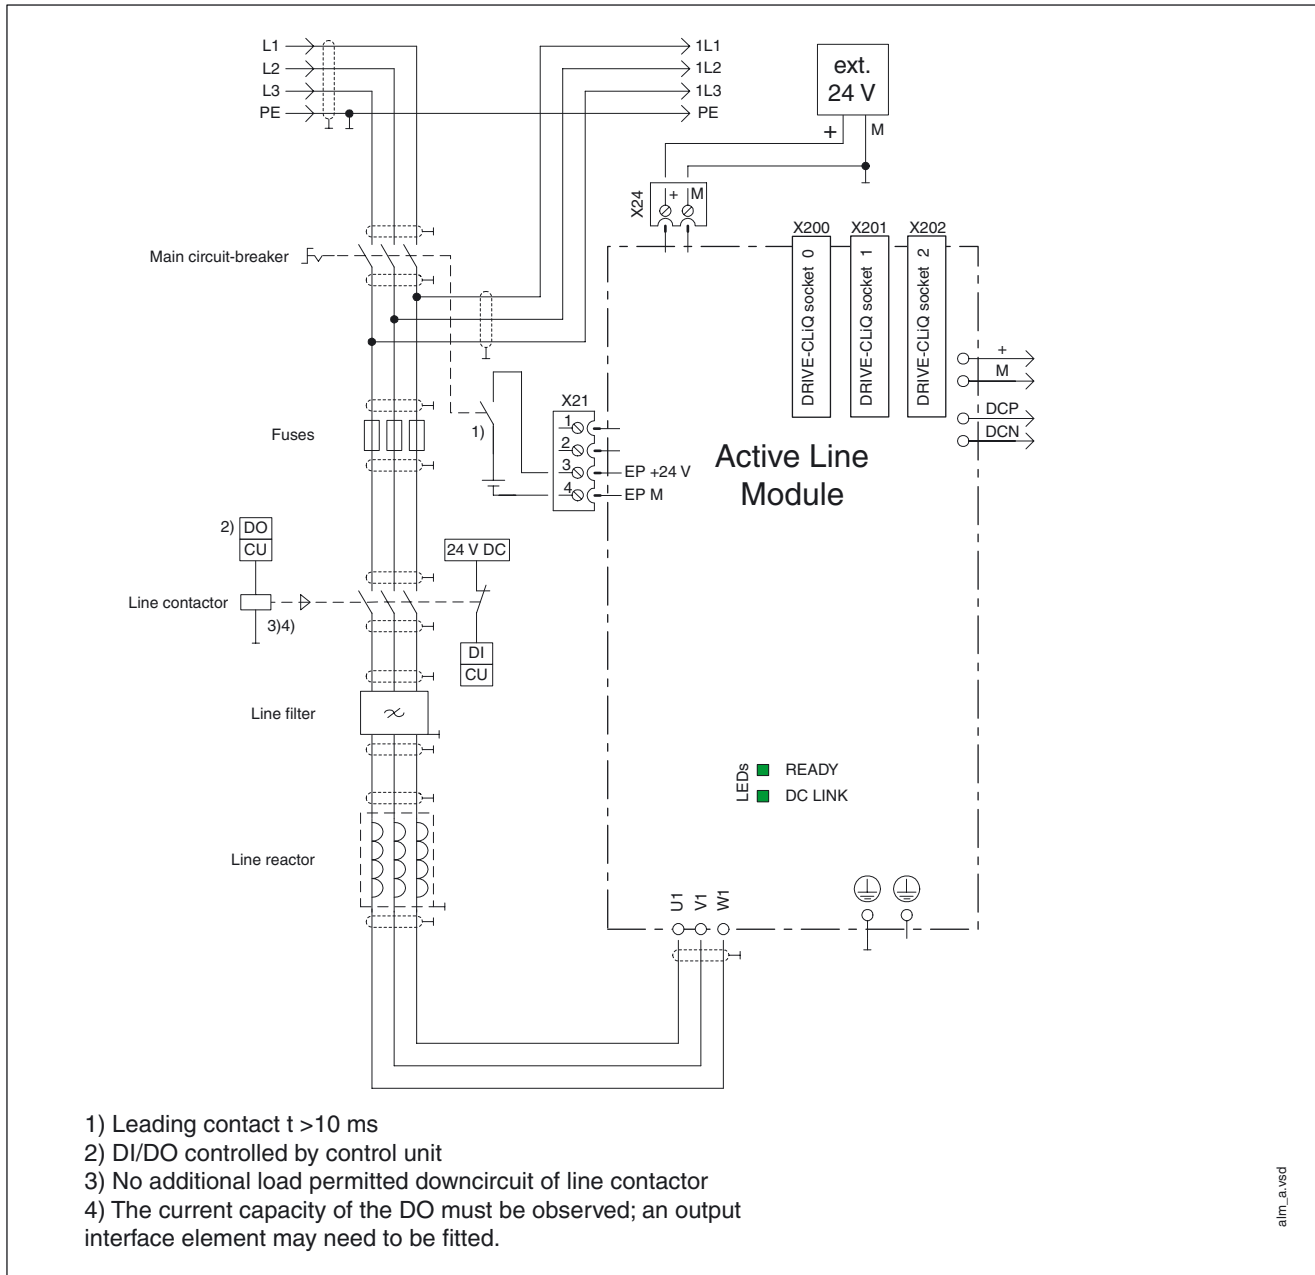 L1
L2
L3
PE
1L1
1L2
1L3
PE
ext.
24 V
+
M
X24
+ M
X200
X201
X202
DRIVE-CLiQ socket 0
DRIVE-CLiQ socket 1
DRIVE-CLiQ socket 2
Main circuit-breaker
+
M
DCP
DCN
X21
1
2
3
4
1)
EP +24 V
EP M
Fuses
Active Line
Module
2)
DO
CU
24 V DC
Line contactor
3)4)
DI
CU
Line filter
LEDs
READY
DC LINK
Line reactor
U1
V1
W1
1) Leading contact t >10 ms
2) DI/DO controlled by control unit
3) No additional load permitted downcircuit of line contactor
4) The current capacity of the DO must be observed; an output
interface element may need to be fitted.
alm_a.vsd